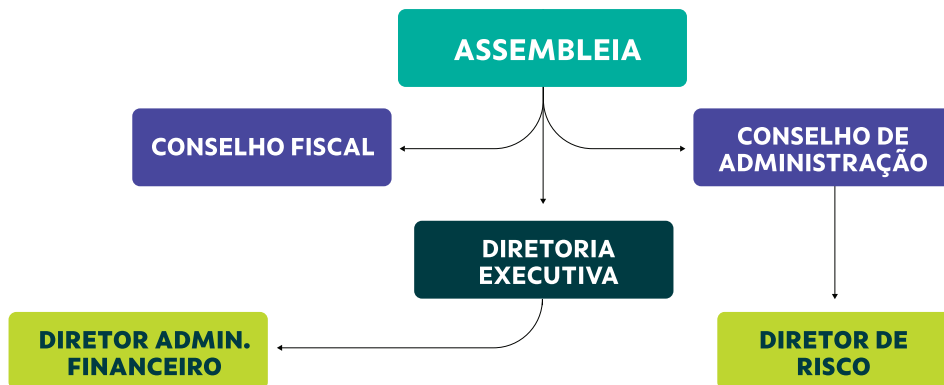 ASSEMBLEIA
CONSELHO FISCAL
CONSELHO DE
ADMINISTRAÇÃO
DIRETORIA
EXECUTIVA
DIRETOR ADMIN.
FINANCEIRO
DIRETOR DE
RISCO